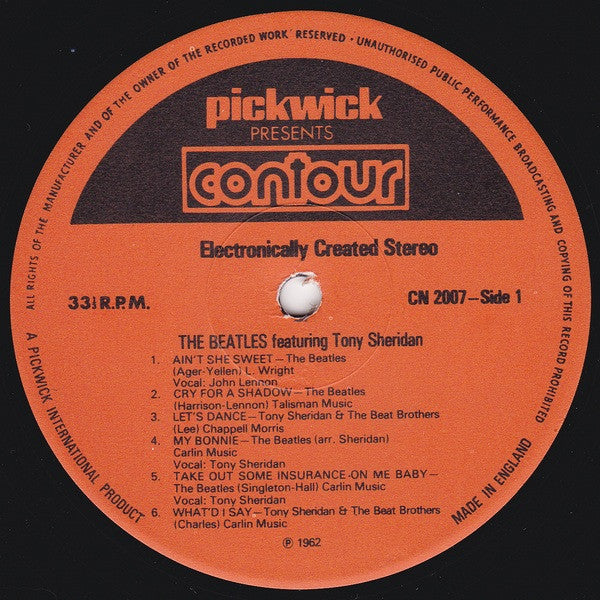 ALL RIGHTS OF THE MANUFACTURER AND OF THE OWNER OF THE RECORDED WORK RESERVED · UNAUTHORISED PUBLIC PERFORMANCE BROADCASTING AND COPYING OF THIS RECORD PROHIBITED
pickwick
PRESENTS
contour
Electronically Created Stereo
33⅓ R.P.M.
CN 2007—Side 1
THE BEATLES featuring Tony Sheridan
1. AIN'T SHE SWEET—The Beatles
(Ager-Yellen) L. Wright
Vocal: John Lennon
2. CRY FOR A SHADOW—The Beatles
(Harrison-Lennon) Talisman Music
3. LET'S DANCE—Tony Sheridan & The Beat Brothers
(Lee) Chappell Morris
4. MY BONNIE—The Beatles (arr. Sheridan)
Carlin Music
Vocal: Tony Sheridan
5. TAKE OUT SOME INSURANCE ON ME BABY—
The Beatles (Singleton-Hall) Carlin Music
Vocal: Tony Sheridan
6. WHAT'D I SAY—Tony Sheridan & The Beat Brothers
(Charles) Carlin Music
℗ 1962
A PICKWICK INTERNATIONAL PRODUCT
MADE IN ENGLAND